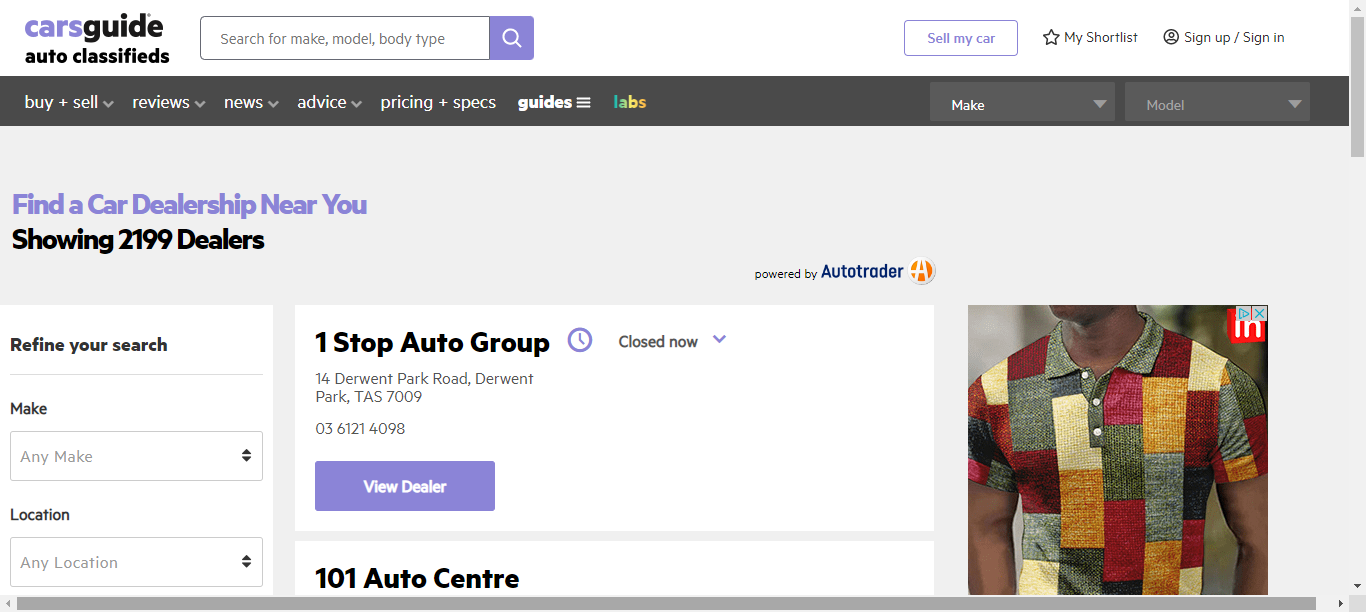 carsguide
auto classifieds
Search for make, model, body type
Sell my car
My Shortlist
Sign up / Sign in
buy + sell
reviews
news
advice
pricing + specs
guides
labs
Make
Model
Find a Car Dealership Near You
Showing 2199 Dealers
powered by Autotrader
Refine your search
Make
Any Make
Location
Any Location
1 Stop Auto Group
Closed now
14 Derwent Park Road, Derwent
Park, TAS 7009
03 6121 4098
View Dealer
101 Auto Centre
in